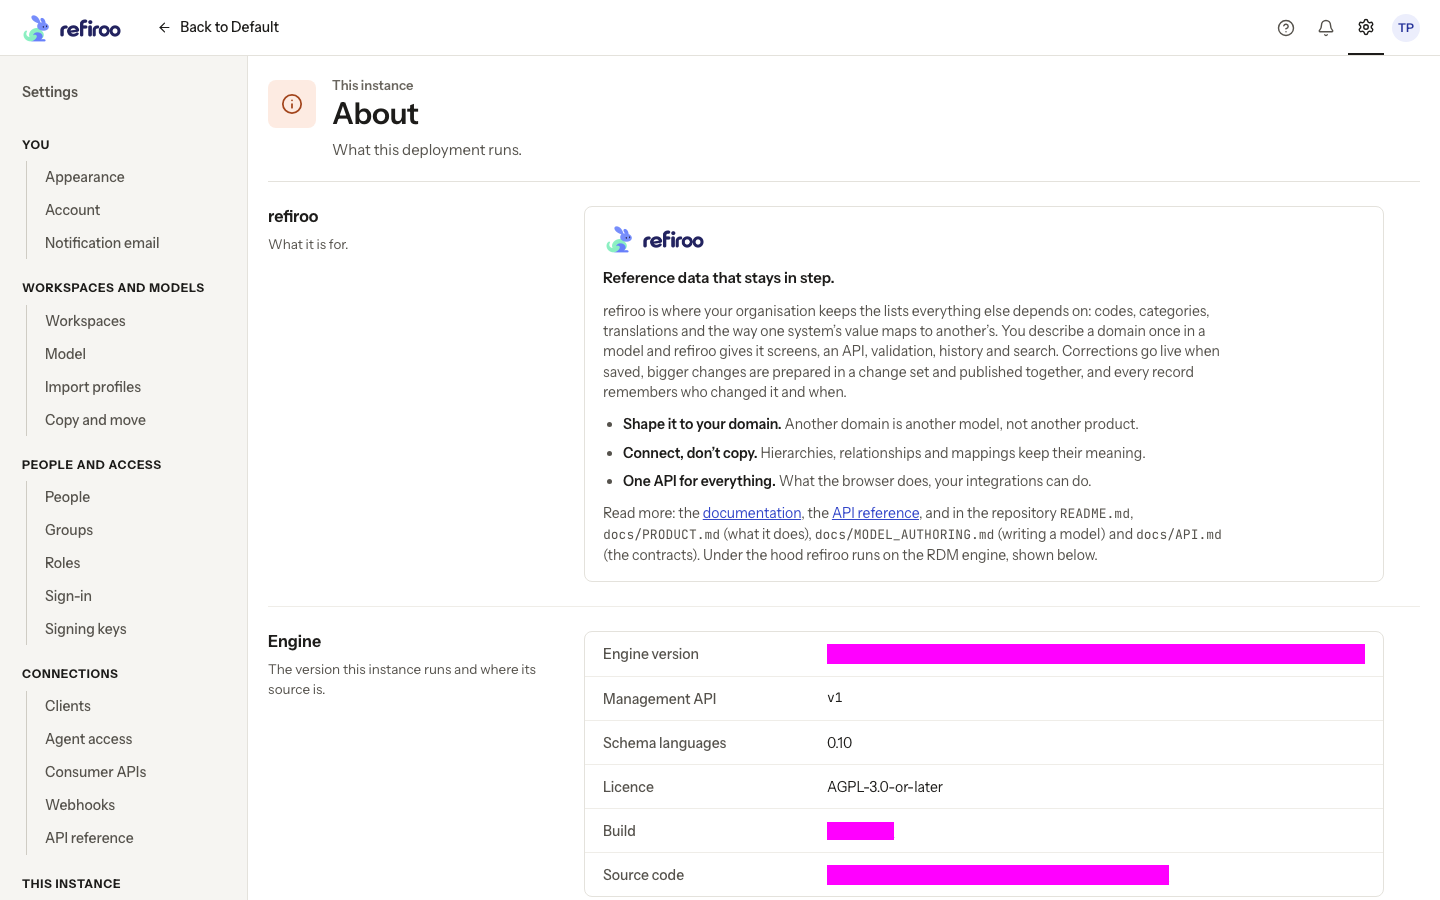 refiroo
Back to Default
TP
Settings
YOU
Appearance
Account
Notification email
WORKSPACES AND MODELS
Workspaces
Model
Import profiles
Copy and move
PEOPLE AND ACCESS
People
Groups
Roles
Sign-in
Signing keys
CONNECTIONS
Clients
Agent access
Consumer APIs
Webhooks
API reference
THIS INSTANCE
This instance
About
What this deployment runs.
refiroo
What it is for.
refiroo
Reference data that stays in step.
refiroo is where your organisation keeps the lists everything else depends on: codes, categories,
translations and the way one system’s value maps to another’s. You describe a domain once in a
model and refiroo gives it screens, an API, validation, history and search. Corrections go live when
saved, bigger changes are prepared in a change set and published together, and every record
remembers who changed it and when.
• Shape it to your domain. Another domain is another model, not another product.
• Connect, don’t copy. Hierarchies, relationships and mappings keep their meaning.
• One API for everything. What the browser does, your integrations can do.
Read more: the documentation, the API reference, and in the repository README.md,
docs/PRODUCT.md (what it does), docs/MODEL_AUTHORING.md (writing a model) and docs/API.md
(the contracts). Under the hood refiroo runs on the RDM engine, shown below.
Engine
The version this instance runs and where its
source is.
Engine version
Management API v1
Schema languages 0.10
Licence AGPL-3.0-or-later
Build
Source code